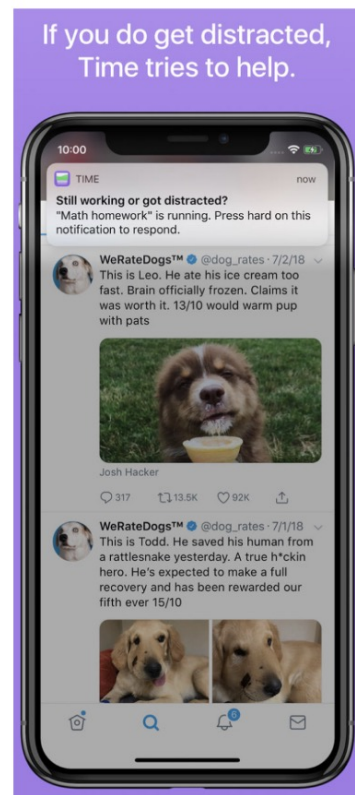 If you do get distracted,
Time tries to help.
10:00
TIME
now
Still working or got distracted?
"Math homework" is running. Press hard on this
notification to respond.
WeRateDogs™ @dog_rates · 7/2/18
This is Leo. He ate his ice cream too
fast. Brain officially frozen. Claims it
was worth it. 13/10 would warm pup
with pats
Josh Hacker
317 13.5K 92K
WeRateDogs™ @dog_rates · 7/1/18
This is Todd. He saved his human from
a rattlesnake yesterday. A true h*ckin
hero. He's expected to make a full
recovery and has been rewarded our
fifth ever 15/10
6